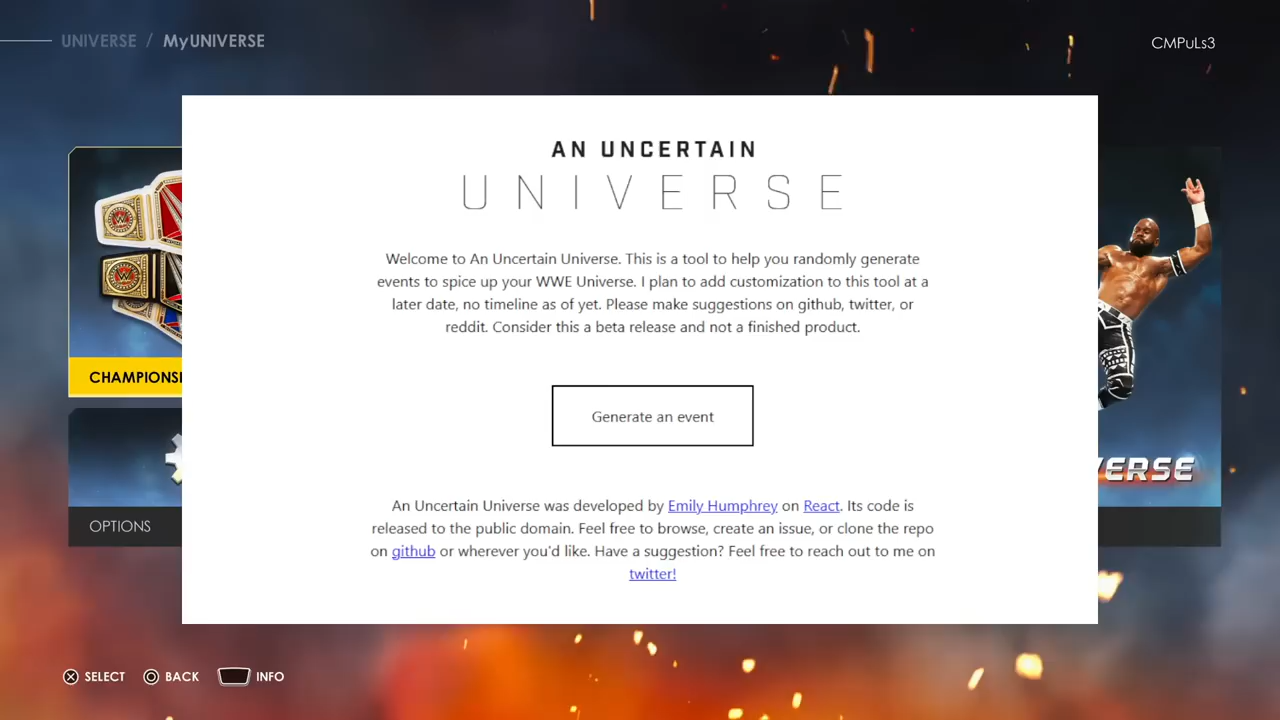 UNIVERSE / MyUNIVERSE
CMPuLs3
AN UNCERTAIN
UNIVERSE
Welcome to An Uncertain Universe. This is a tool to help you randomly generate
events to spice up your WWE Universe. I plan to add customization to this tool at a
later date, no timeline as of yet. Please make suggestions on github, twitter, or
reddit. Consider this a beta release and not a finished product.
CHAMPIONS
Generate an event
VERSE
An Uncertain Universe was developed by Emily Humphrey on React. Its code is
released to the public domain. Feel free to browse, create an issue, or clone the repo
on github or wherever you'd like. Have a suggestion? Feel free to reach out to me on
twitter!
OPTIONS
SELECT BACK INFO